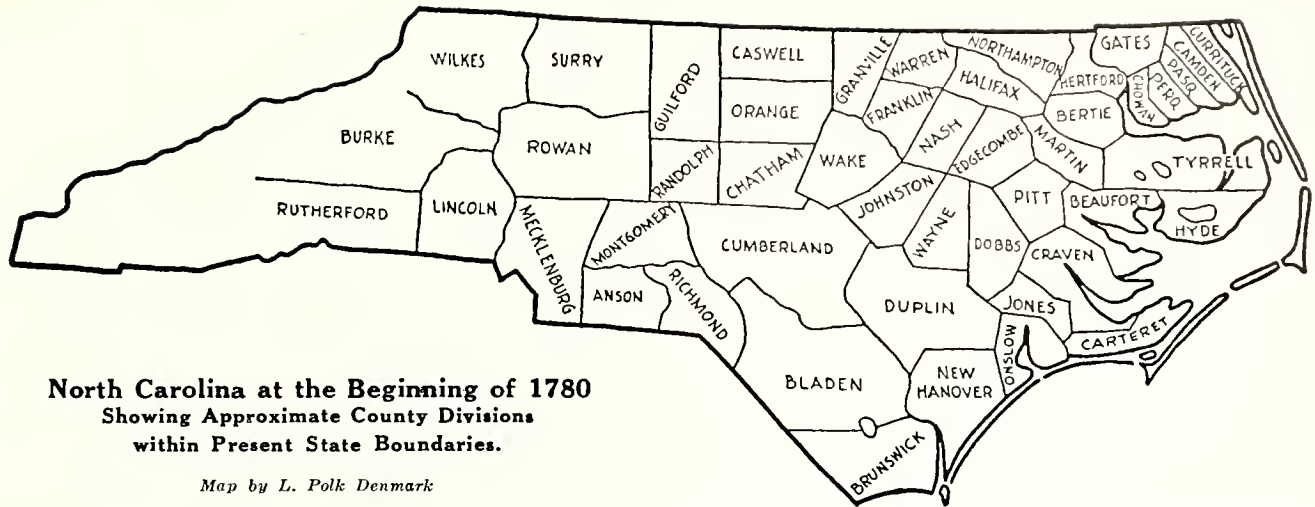 WILKES
SURRY
GUILFORD
CASWELL
GRANVILLE
WARREN
NORTHAMPTON
GATES
CURRITUCK
CAMDEN
PASQ
PERQ
CHOWAN
HERTFORD
HALIFAX
FRANKLIN
BERTIE
ORANGE
BURKE
ROWAN
RANDOLPH
CHATHAM
WAKE
NASH
EDGECOMBE
MARTIN
TYRRELL
RUTHERFORD
LINCOLN
MECKLENBURG
MONTGOMERY
CUMBERLAND
JOHNSTON
WAYNE
DOBBS
PITT
BEAUFORT
HYDE
CRAVEN
ANSON
RICHMOND
DUPLIN
JONES
ONSLOW
CARTERET
BLADEN
NEW
HANOVER
BRUNSWICK
North Carolina at the Beginning of 1780
Showing Approximate County Divisions
within Present State Boundaries.
Map by L. Polk Denmark